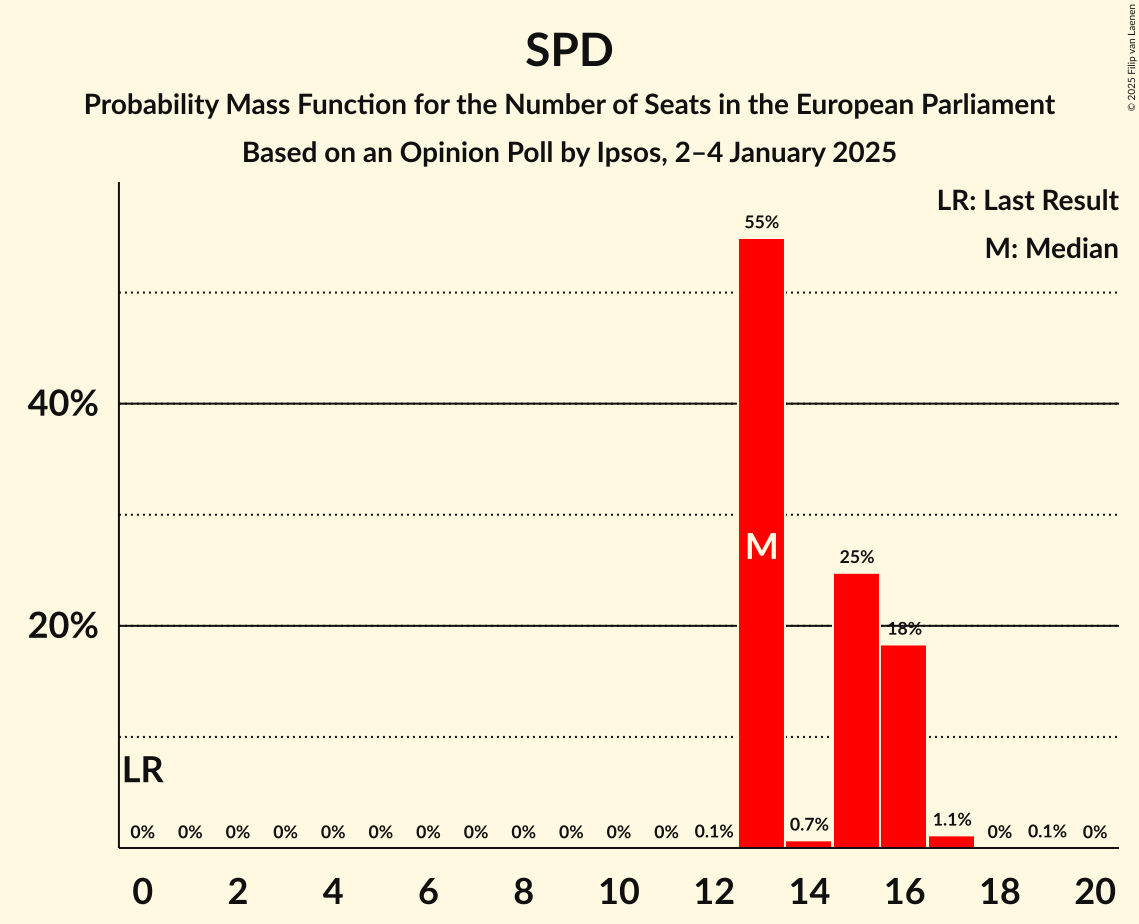 SPD
Probability Mass Function for the Number of Seats in the European Parliament
Based on an Opinion Poll by Ipsos, 2–4 January 2025
© 2025 Filip van Laenen
LR: Last Result
M: Median
55%
40%
M
25%
20%
18%
LR
0% 0% 0% 0% 0% 0% 0% 0% 0% 0% 0% 0% 0.1% 0.7% 1.1% 0% 0.1% 0%
0 2 4 6 8 10 12 14 16 18 20